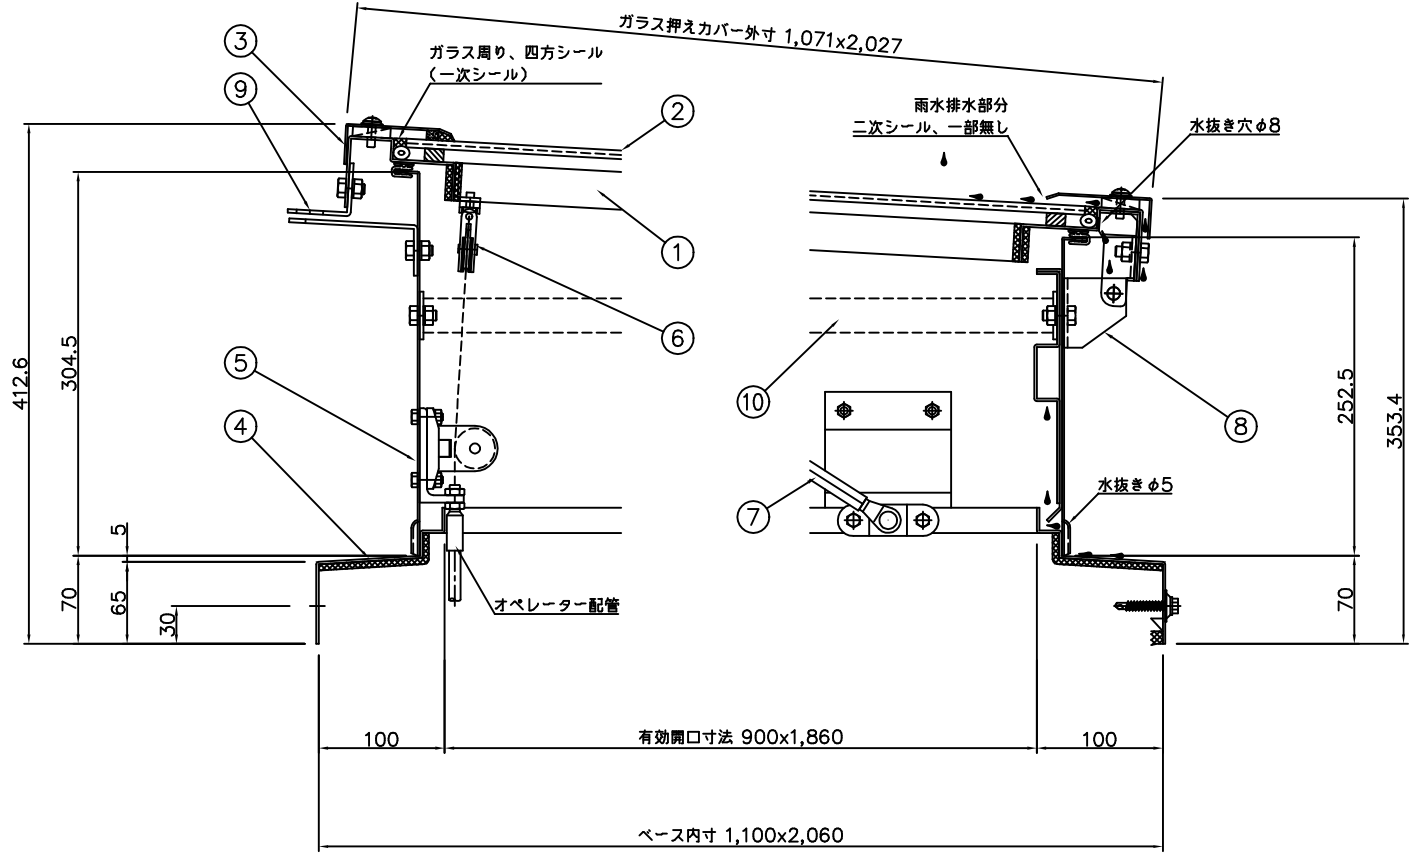 ガラス押えカバー外寸 1,071x2,027
③
ガラス周り、四方シール
(一次シール)
⑨
②
雨水排水部分
二次シール、一部無し
水抜き穴φ8
①
⑥
412.6
304.5
⑤
④
⑩
⑧
252.5
353.4
⑦
水抜きφ5
5
70
65
30
オペレーター配管
70
100
有効開口寸法 900x1,860
100
ベース内寸 1,100x2,060